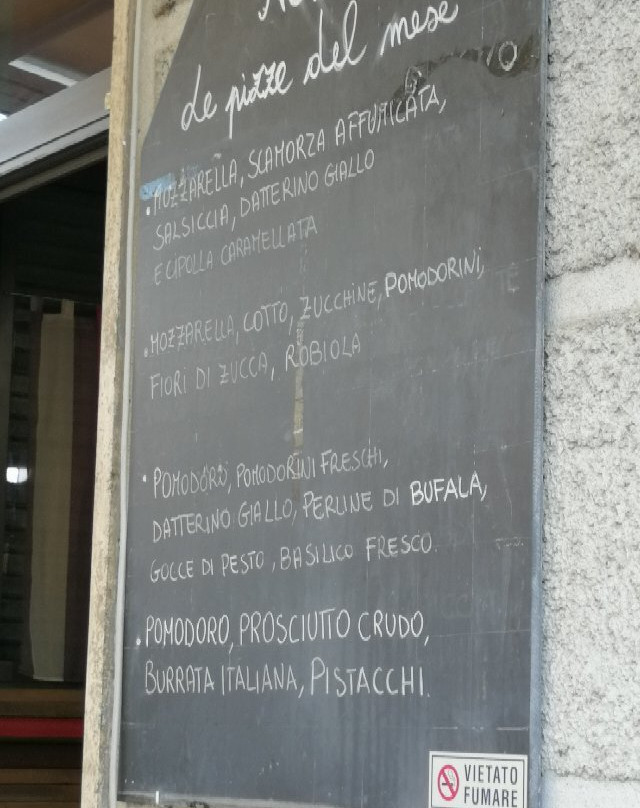 Le pizze del mese
• MOZZARELLA, SCAMORZA AFFUMICATA,
SALSICCIA, DATTERINO GIALLO
E CIPOLLA CARAMELLATA
• MOZZARELLA, COTTO, ZUCCHINE, POMODORINI,
FIORI DI ZUCCA, ROBIOLA
• POMODORO, POMODORINI FRESCHI,
DATTERINO GIALLO, PERLINE DI BUFALA,
GOCCE DI PESTO, BASILICO FRESCO.
• POMODORO, PROSCIUTTO CRUDO,
BURRATA ITALIANA, PISTACCHI.
VIETATO
FUMARE